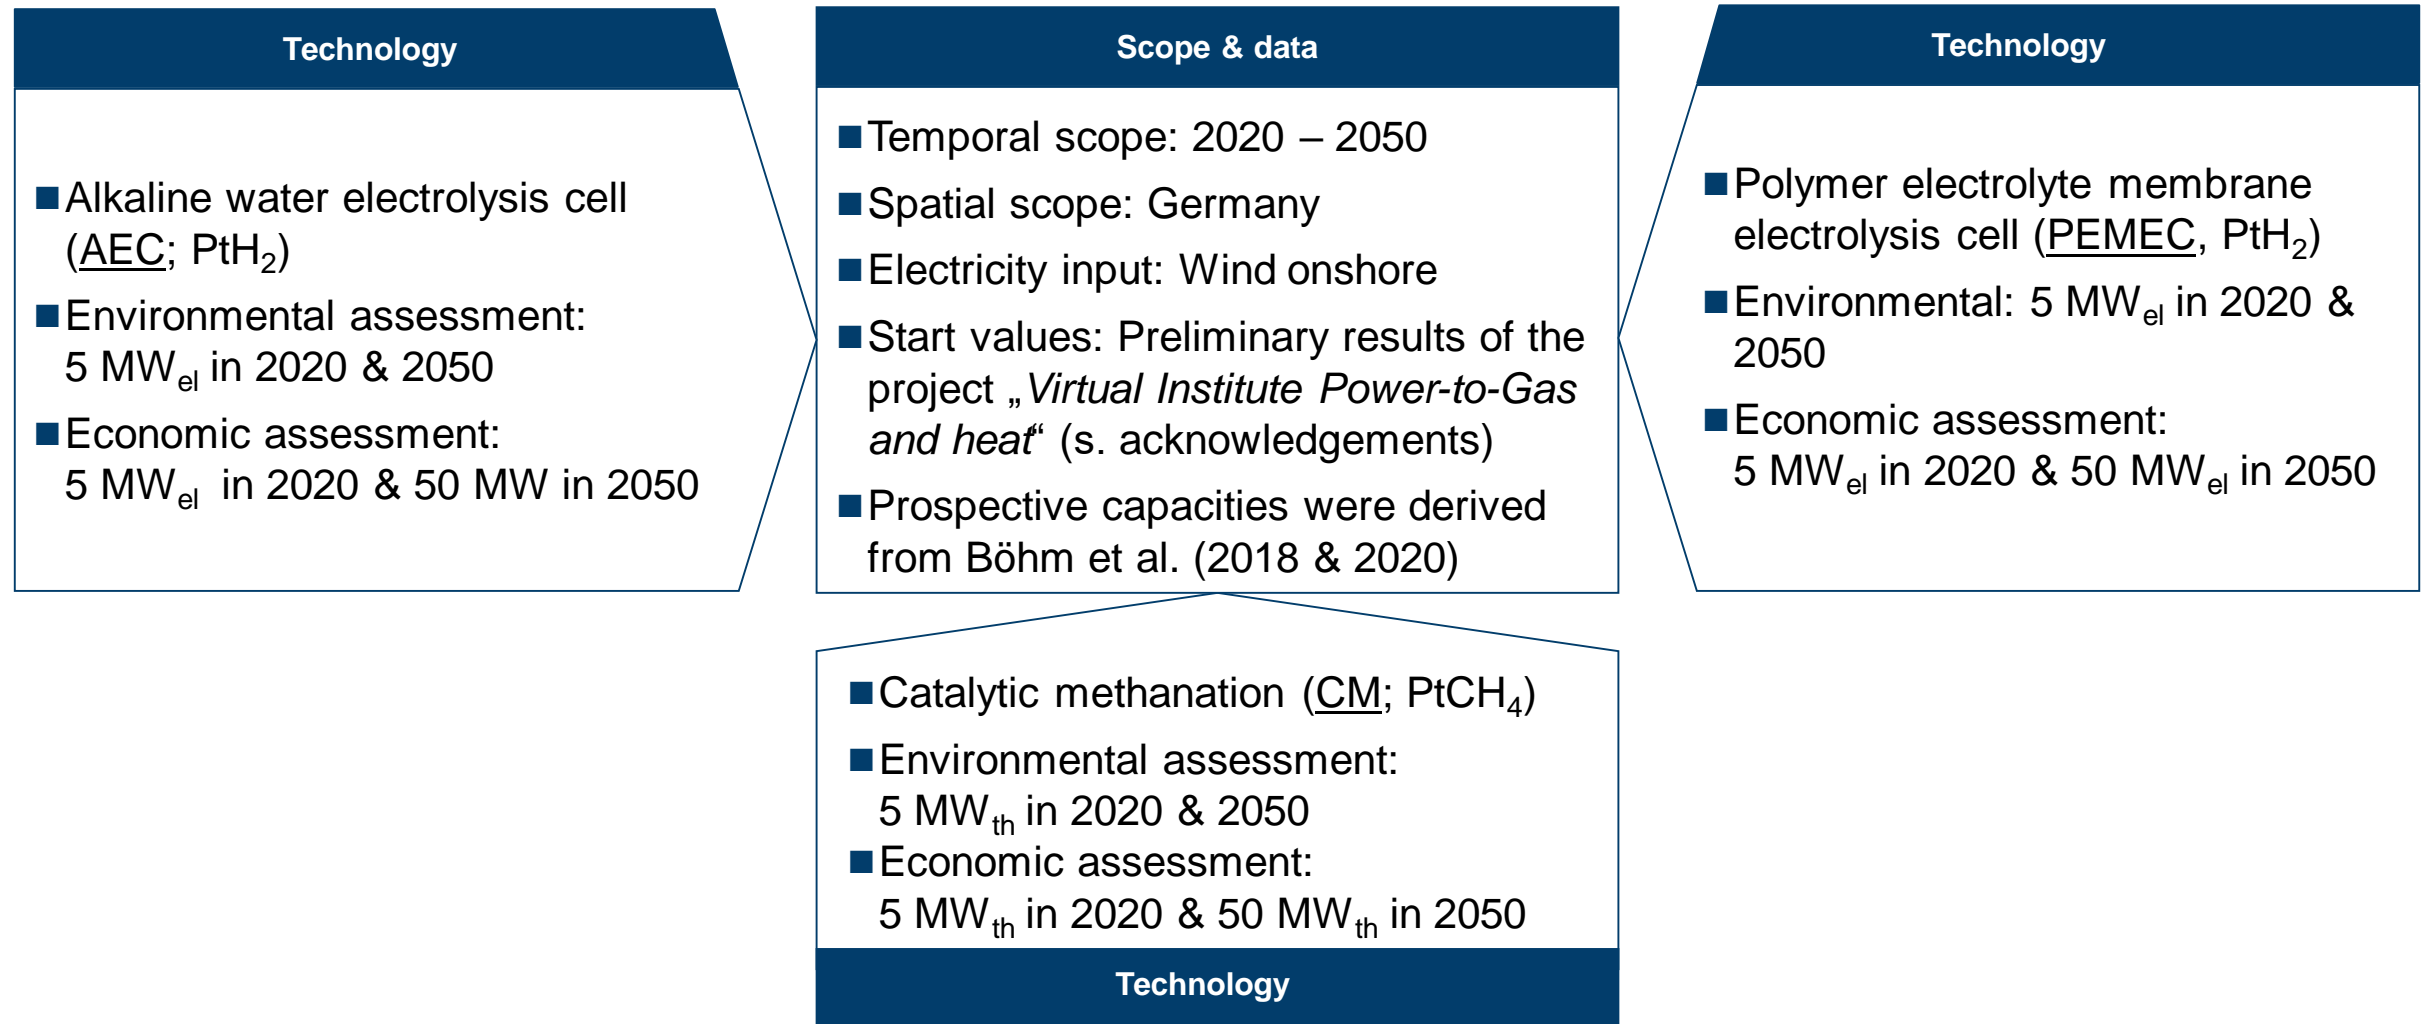 Technology
■Alkaline water electrolysis cell
(AEC; PtH₂)
■Environmental assessment:
5 MWel in 2020 & 2050
■Economic assessment:
5 MWel in 2020 & 50 MW in 2050
Scope & data
■Temporal scope: 2020 – 2050
■Spatial scope: Germany
■Electricity input: Wind onshore
■Start values: Preliminary results of the
project „Virtual Institute Power-to-Gas
and heat“ (s. acknowledgements)
■Prospective capacities were derived
from Böhm et al. (2018 & 2020)
Technology
■Polymer electrolyte membrane
electrolysis cell (PEMEC, PtH₂)
■Environmental: 5 MWel in 2020 &
2050
■Economic assessment:
5 MWel in 2020 & 50 MWel in 2050
■Catalytic methanation (CM; PtCH₄)
■Environmental assessment:
5 MWth in 2020 & 2050
■Economic assessment:
5 MWth in 2020 & 50 MWth in 2050
Technology